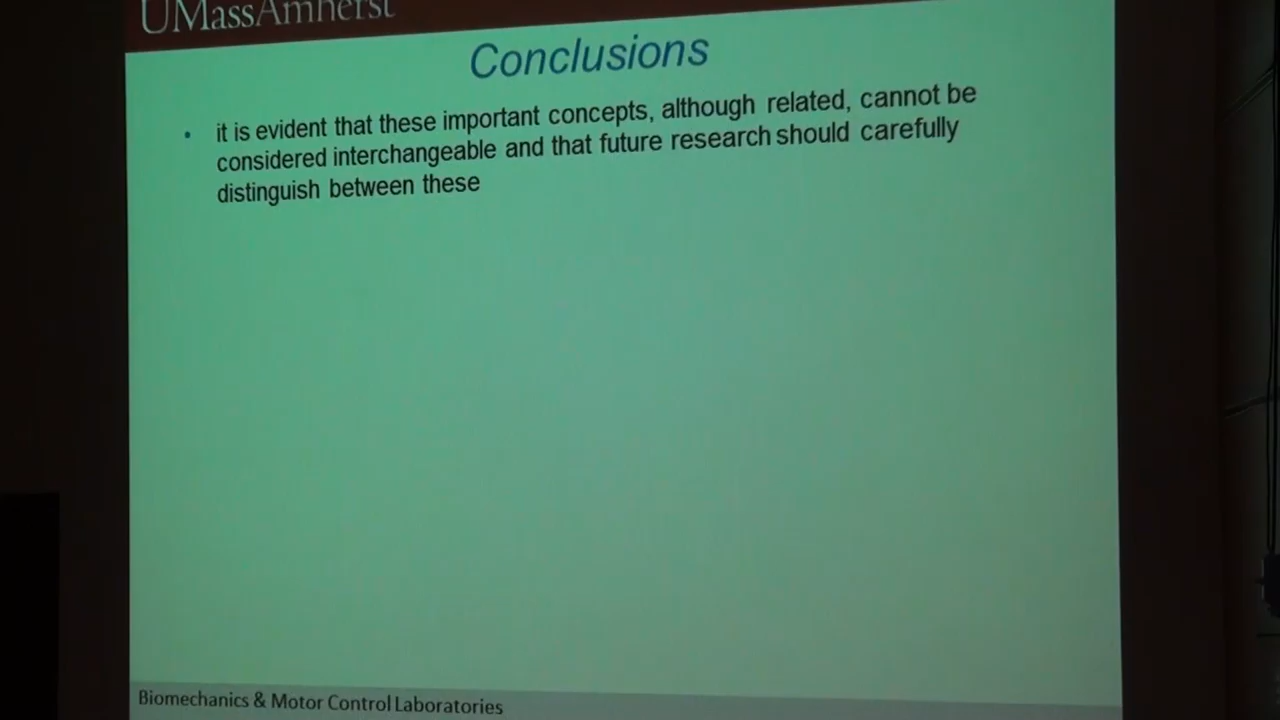 UMassAmherst
Conclusions
• it is evident that these important concepts, although related, cannot be
considered interchangeable and that future research should carefully
distinguish between these
Biomechanics & Motor Control Laboratories